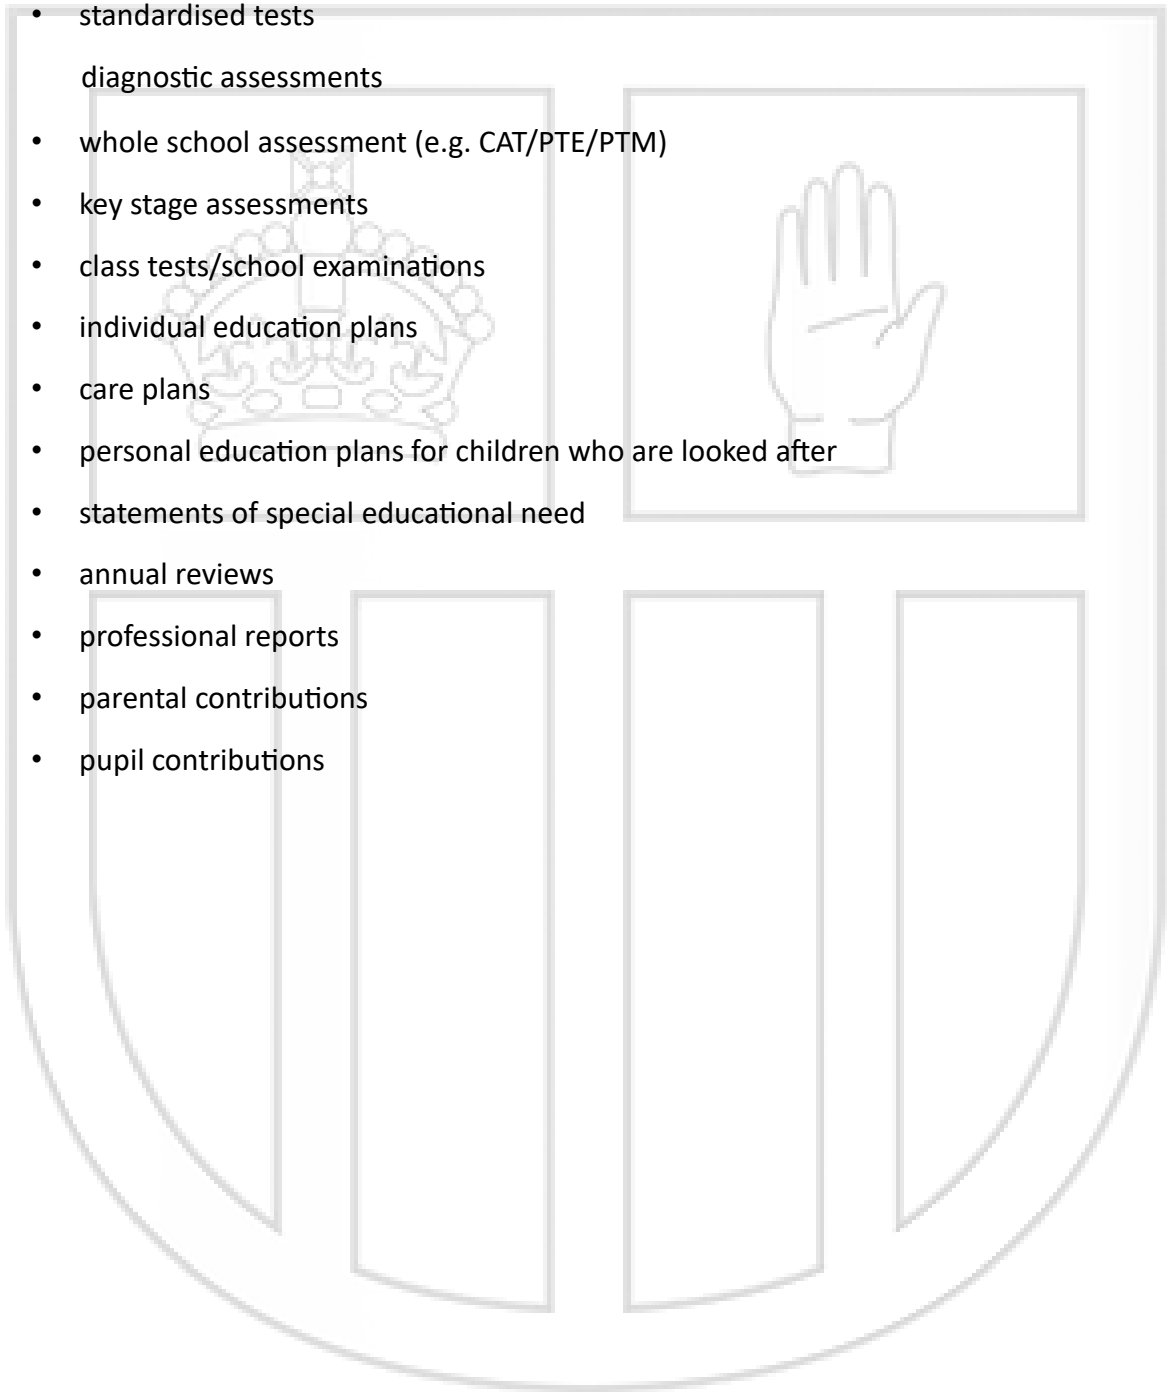 • standardised tests
diagnostic assessments
• whole school assessment (e.g. CAT/PTE/PTM)
• key stage assessments
• class tests/school examinations
• individual education plans
• care plans
• personal education plans for children who are looked after
• statements of special educational need
• annual reviews
• professional reports
• parental contributions
• pupil contributions